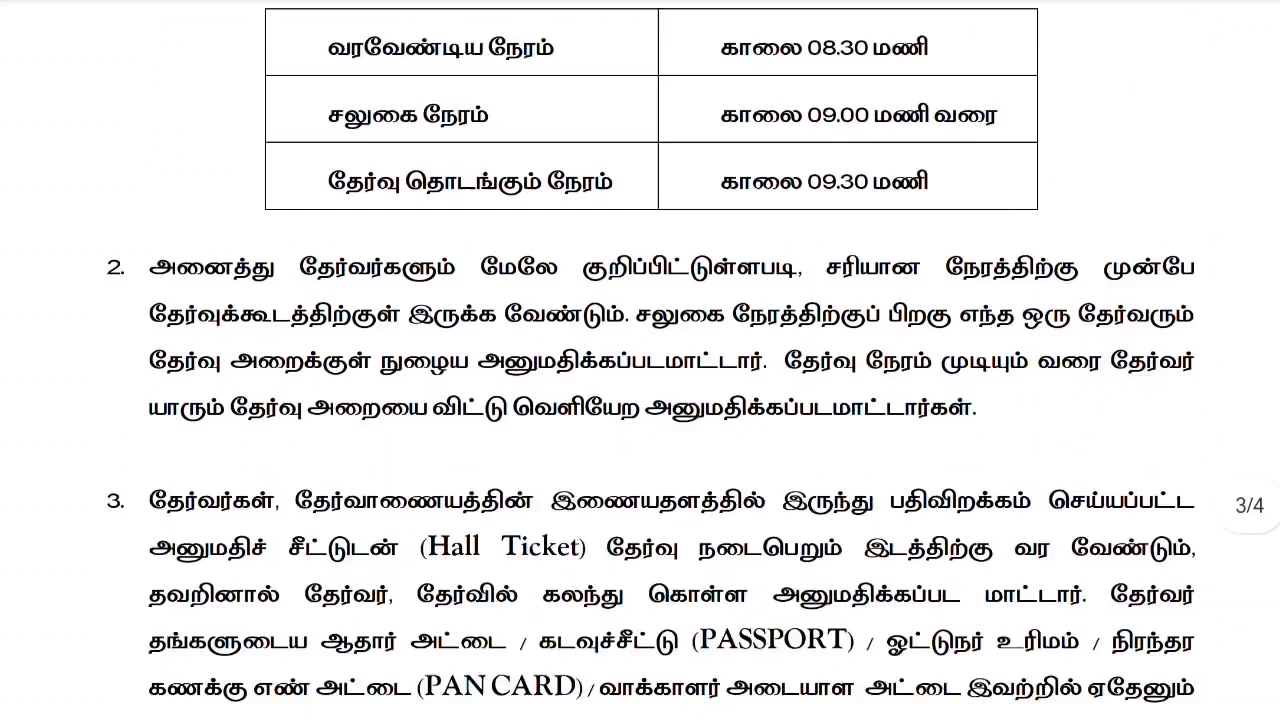 வரவேண்டிய நேரம் காலை 08.30 மணி
சலுகை நேரம் காலை 09.00 மணி வரை
தேர்வு தொடங்கும் நேரம் காலை 09.30 மணி
2. அனைத்து தேர்வர்களும் மேலே குறிப்பிட்டுள்ளபடி, சரியான நேரத்திற்கு முன்பே
தேர்வுக்கூடத்திற்குள் இருக்க வேண்டும். சலுகை நேரத்திற்குப் பிறகு எந்த ஒரு தேர்வரும்
தேர்வு அறைக்குள் நுழைய அனுமதிக்கப்படமாட்டார். தேர்வு நேரம் முடியும் வரை தேர்வர்
யாரும் தேர்வு அறையை விட்டு வெளியேற அனுமதிக்கப்படமாட்டார்கள்.
3. தேர்வர்கள், தேர்வாணையத்தின் இணையதளத்தில் இருந்து பதிவிறக்கம் செய்யப்பட்ட
3/4
அனுமதிச் சீட்டுடன் (Hall Ticket) தேர்வு நடைபெறும் இடத்திற்கு வர வேண்டும்,
தவறினால் தேர்வர், தேர்வில் கலந்து கொள்ள அனுமதிக்கப்பட மாட்டார். தேர்வர்
தங்களுடைய ஆதார் அட்டை / கடவுச்சீட்டு (PASSPORT) / ஓட்டுநர் உரிமம் / நிரந்தர
கணக்கு எண் அட்டை (PAN CARD) / வாக்காளர் அடையாள அட்டை இவற்றில் ஏதேனும்